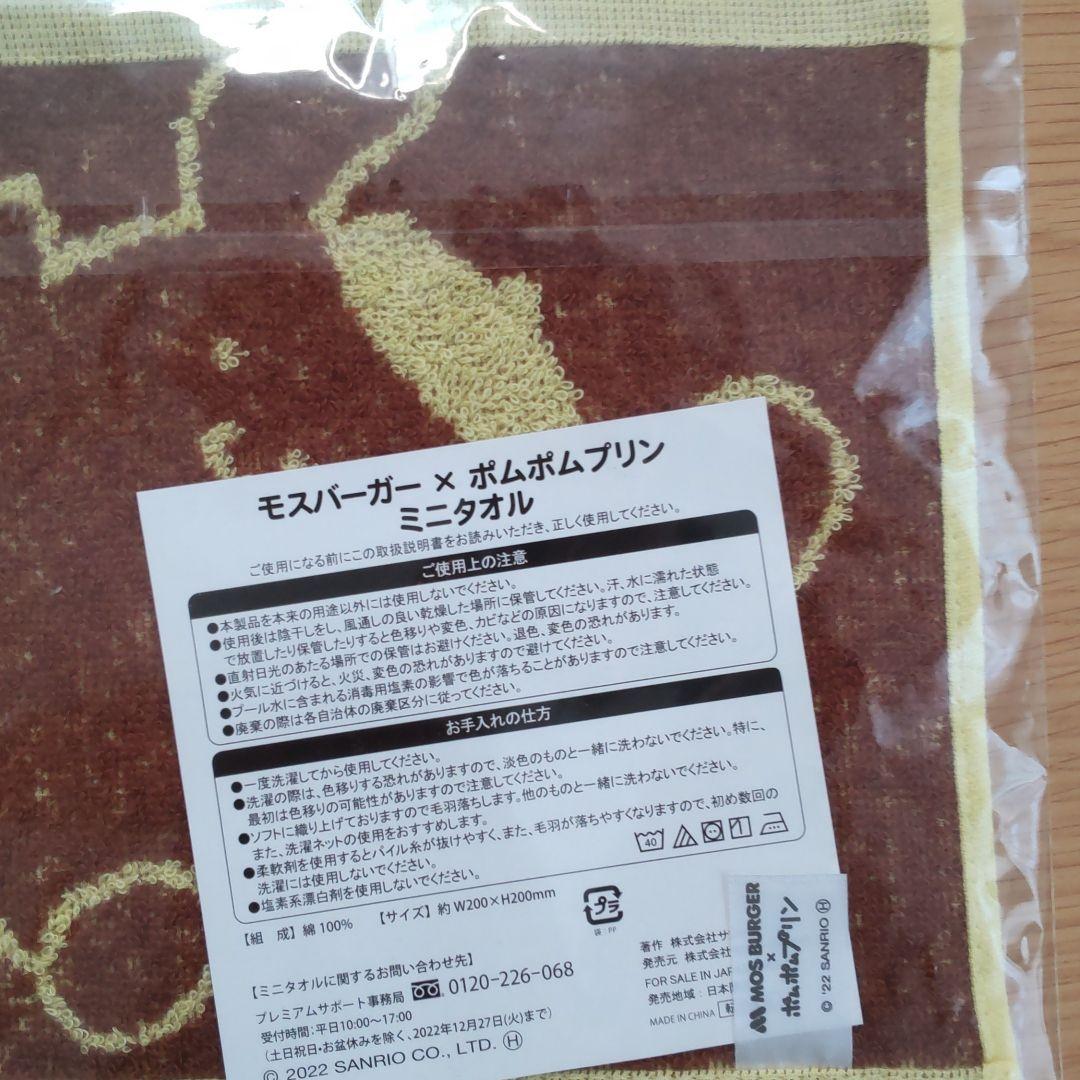 モスバーガー × ポムポムプリン
ミニタオル
ご使用になる前にこの取扱説明書をお読みいただき、正しく使用してください。
ご使用上の注意
●本製品を本来の用途以外には使用しないでください。
●使用後は陰干しをし、風通しの良い乾燥した場所に保管してください。汗、水に濡れた状態
で放置したり保管したりすると色移りや変色、カビなどの原因になりますので、注意してください。
●直射日光のあたる場所での保管はお避けください。退色、変色の恐れがあります。
●火気に近づけると、火災、変色の恐れがありますので避けてください。
●プール水に含まれる消毒用塩素の影響で色が落ちることがありますので注意してください。
●廃棄の際は各自治体の廃棄区分に従ってください。
お手入れの仕方
●一度洗濯してから使用してください。
●洗濯の際は、色移りする恐れがありますので、淡色のものと一緒に洗わないでください。特に、
最初は色移りの可能性がありますので注意してください。
●ソフトに織り上げておりますので毛羽落ちします。他のものと一緒に洗わないでください。
また、洗濯ネットの使用をおすすめします。
●柔軟剤を使用するとパイル糸が抜けやすく、また、毛羽が落ちやすくなりますので、初め数回の
洗濯には使用しないでください。
●塩素系漂白剤を使用しないでください。
40
【組 成】綿 100% 【サイズ】約 W200×H200mm
プラ
袋:PP
【ミニタオルに関するお問い合わせ先】
プレミアムサポート事務局 0120-226-068
受付時間:平日10:00~17:00
(土日祝日・お盆休みを除く、2022年12月27日(火)まで)
© 2022 SANRIO CO., LTD. Ⓗ
著作 株式会社サ
発売元 株式会社
FOR SALE IN JAP
発売地域:日本
MADE IN CHINA
MOS BURGER
×
ポムポムプリン
© '22 SANRIO Ⓗ